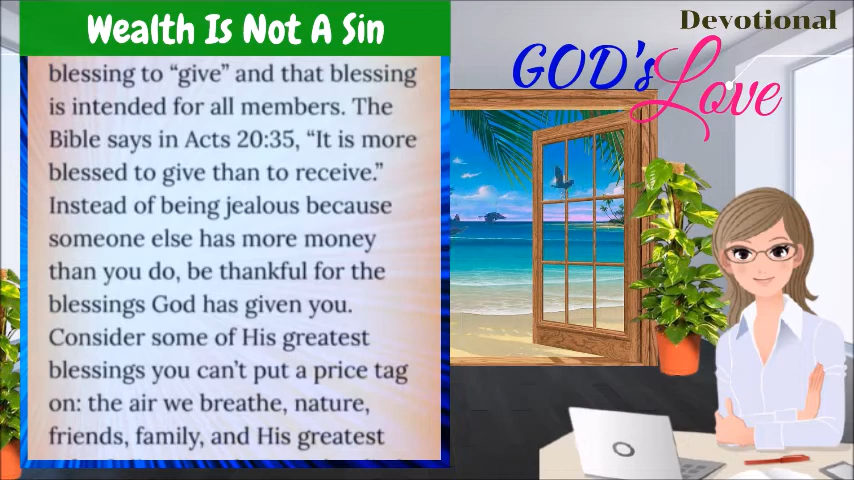 Wealth Is Not A Sin
blessing to “give” and that blessing
is intended for all members. The
Bible says in Acts 20:35, “It is more
blessed to give than to receive.”
Instead of being jealous because
someone else has more money
than you do, be thankful for the
blessings God has given you.
Consider some of His greatest
blessings you can’t put a price tag
on: the air we breathe, nature,
friends, family, and His greatest
Devotional
GOD's Love